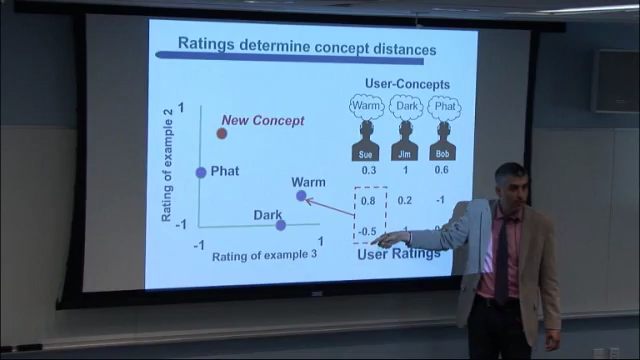 Ratings determine concept distances
User-Concepts
Warm Dark Phat
Sue Jim Bob
0.3 1 0.6
0.8 0.2 -1
-0.5
User Ratings
Rating of example 2
1
-1
New Concept
Phat
Warm
Dark
-1 1
Rating of example 3